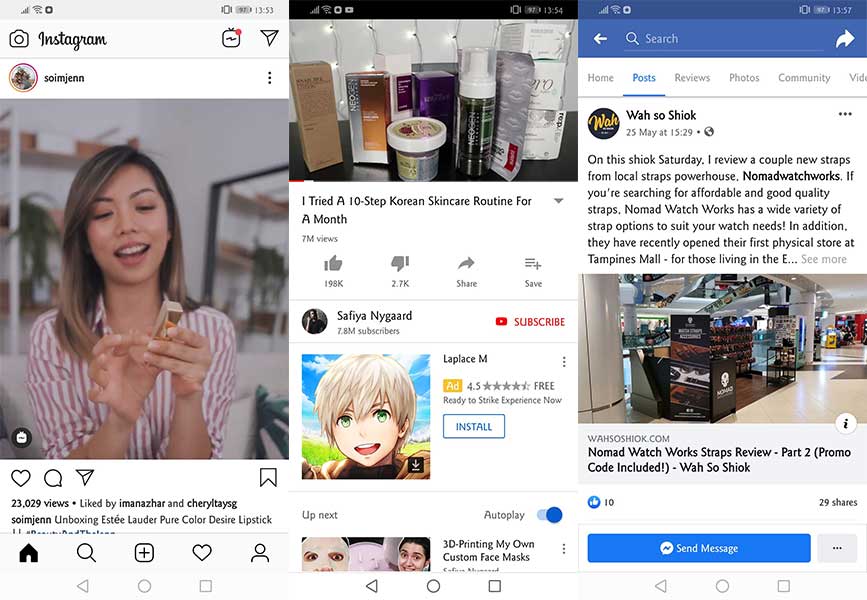 97 13:53
Instagram
soimjenn
23,029 views • Liked by imanazhar and cheryltaysg
soimjenn Unboxing Estée Lauder Pure Color Desire Lipstick
97 13:54
NEOGEN
NEOGEN
I Tried A 10-Step Korean Skincare Routine For
A Month
7M views
198K 2.7K Share Save
Safiya Nygaard
7.8M subscribers
SUBSCRIBE
Laplace M
Ad 4.5 FREE
Ready to Strike Experience Now
INSTALL
Up next Autoplay
3D-Printing My Own
Custom Face Masks
Safiya Nygaard
97 13:57
Search
Home Posts Reviews Photos Community
Wah
Wah so Shiok
25 May at 15:29 •
On this shiok Saturday, I review a couple new straps
from local straps powerhouse, Nomadwatchworks. If
you're searching for affordable and good quality
straps, Nomad Watch Works has a wide variety of
strap options to suit your watch needs! In addition,
they have recently opened their first physical store at
Tampines Mall - for those living in the E... See more
WATCH STRAPS
ACCESSORIES
NOMAD
WAHSOSHIOK.COM
Nomad Watch Works Straps Review - Part 2 (Promo
Code Included!) - Wah So Shiok
10 29 shares
Send Message